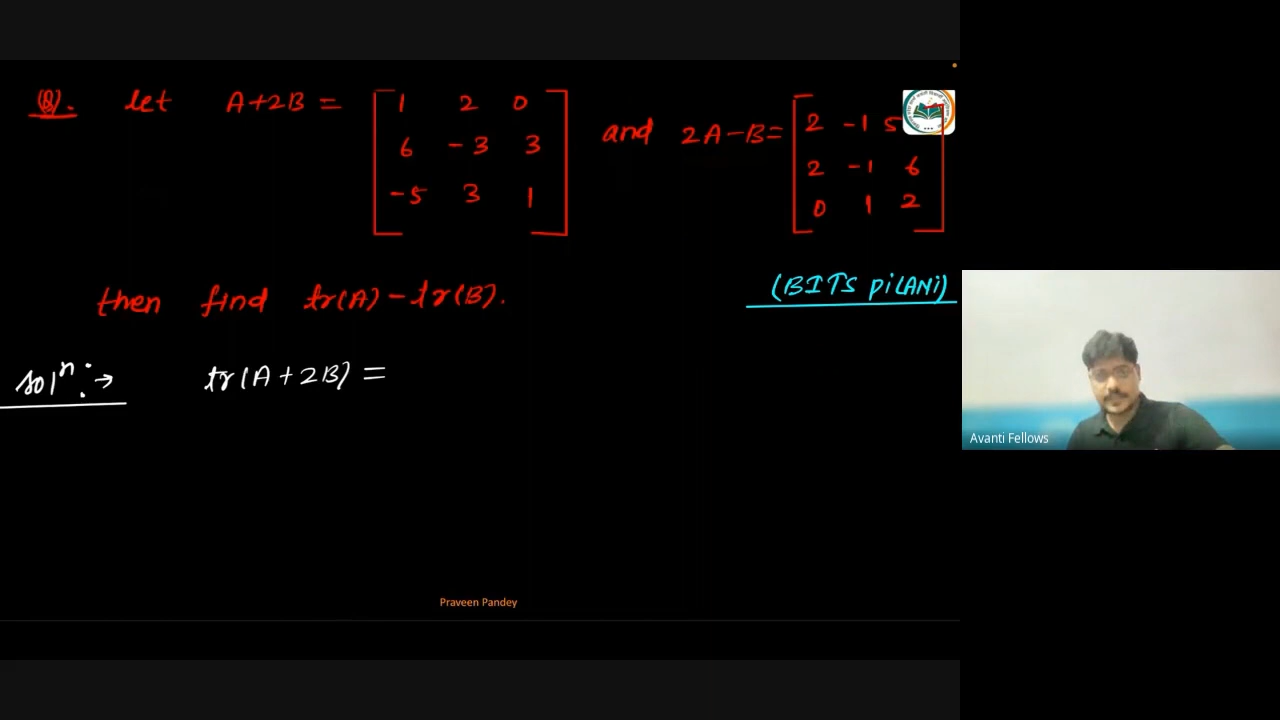 Q. let A+2B = [1 2 0
6 -3 3
-5 3 1] and 2A-B= [2 -1 5
2 -1 6
0 1 2]
then find tr(A) - tr(B).
(BITS PiLANi)
Solⁿ:→ tr(A+2B) =
Avanti Fellows
Praveen Pandey